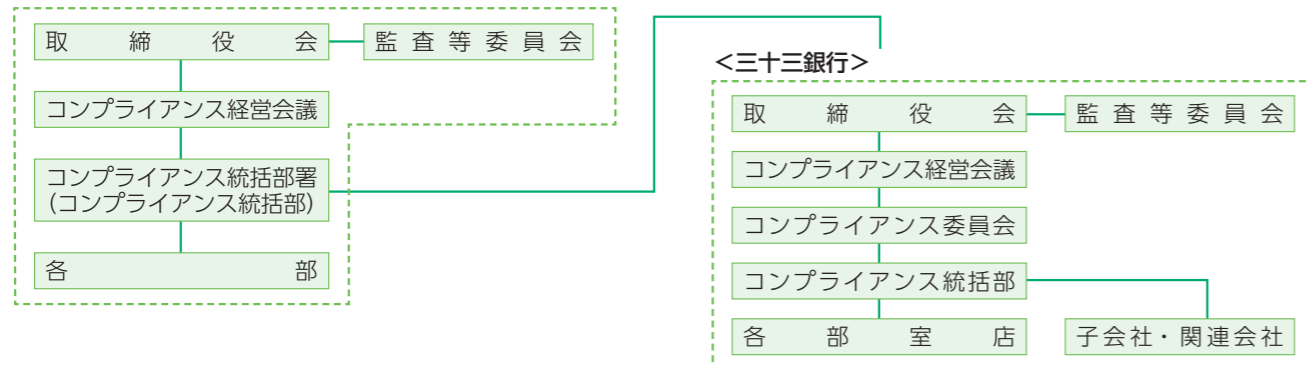 取締役会
監査等委員会
コンプライアンス経営会議
コンプライアンス統括部署
(コンプライアンス統括部)
各部
＜三十三銀行＞
取締役会
監査等委員会
コンプライアンス経営会議
コンプライアンス委員会
コンプライアンス統括部
各部室店
子会社・関連会社